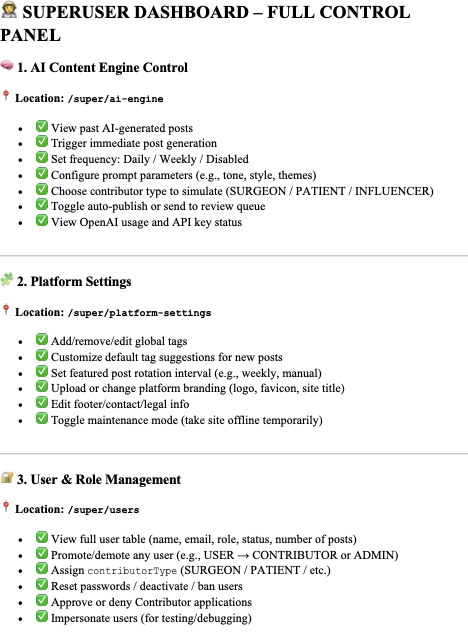 👩‍🚀 SUPERUSER DASHBOARD – FULL CONTROL
PANEL
🧠 1. AI Content Engine Control
📍 Location: /super/ai-engine
• ✅ View past AI-generated posts
• ✅ Trigger immediate post generation
• ✅ Set frequency: Daily / Weekly / Disabled
• ✅ Configure prompt parameters (e.g., tone, style, themes)
• ✅ Choose contributor type to simulate (SURGEON / PATIENT / INFLUENCER)
• ✅ Toggle auto-publish or send to review queue
• ✅ View OpenAI usage and API key status
🧩 2. Platform Settings
📍 Location: /super/platform-settings
• ✅ Add/remove/edit global tags
• ✅ Customize default tag suggestions for new posts
• ✅ Set featured post rotation interval (e.g., weekly, manual)
• ✅ Upload or change platform branding (logo, favicon, site title)
• ✅ Edit footer/contact/legal info
• ✅ Toggle maintenance mode (take site offline temporarily)
🔐 3. User & Role Management
📍 Location: /super/users
• ✅ View full user table (name, email, role, status, number of posts)
• ✅ Promote/demote any user (e.g., USER → CONTRIBUTOR or ADMIN)
• ✅ Assign contributorType (SURGEON / PATIENT / etc.)
• ✅ Reset passwords / deactivate / ban users
• ✅ Approve or deny Contributor applications
• ✅ Impersonate users (for testing/debugging)